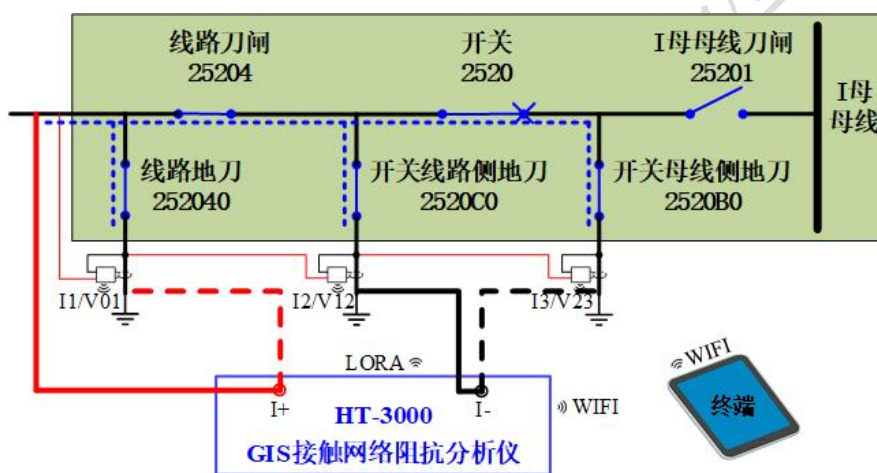 线路刀闸
25204
开关
2520
I母母线刀闸
25201
I母
母线
线路地刀
252040
开关线路侧地刀
2520C0
开关母线侧地刀
2520B0
I1/V01
I2/V12
I3/V23
LORA
WIFI
I+
I-
HT-3000
GIS接触网络阻抗分析仪
WIFI
终端